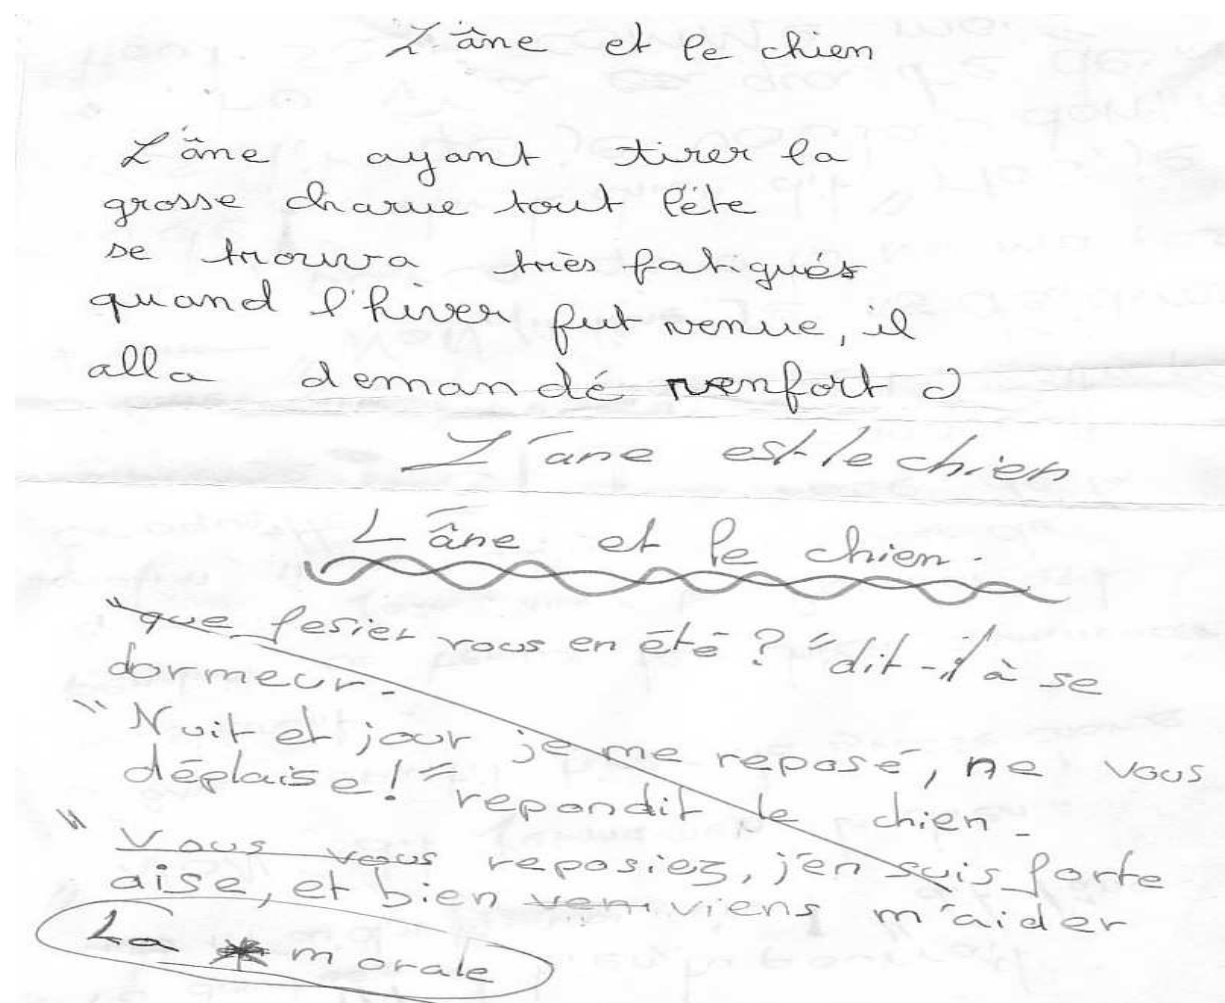 L'âne et le chien
L'âne ayant tirer la
grosse charue tout l'éte
se trouva très fatigués
quand l'hiver fut venue, il
alla demandé renfort a
L'ane est le chien
L'âne et le chien.
"que fesier vous en été ? " dit-il à se
dormeur.
" Nuit et jour je me reposé, ne vous
déplaise! " repondit le chien.
" Vous vous reposiez, j'en suis forte
aise, et bien viens m'aider
La morale